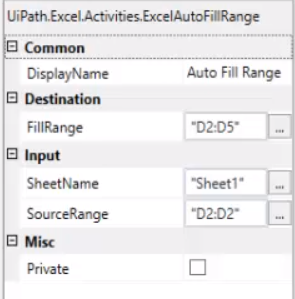 UiPath.Excel.Activities.ExcelAutoFillRange
Common
DisplayName Auto Fill Range
Destination
FillRange "D2:D5" ...
Input
SheetName "Sheet1" ...
SourceRange "D2:D2" ...
Misc
Private